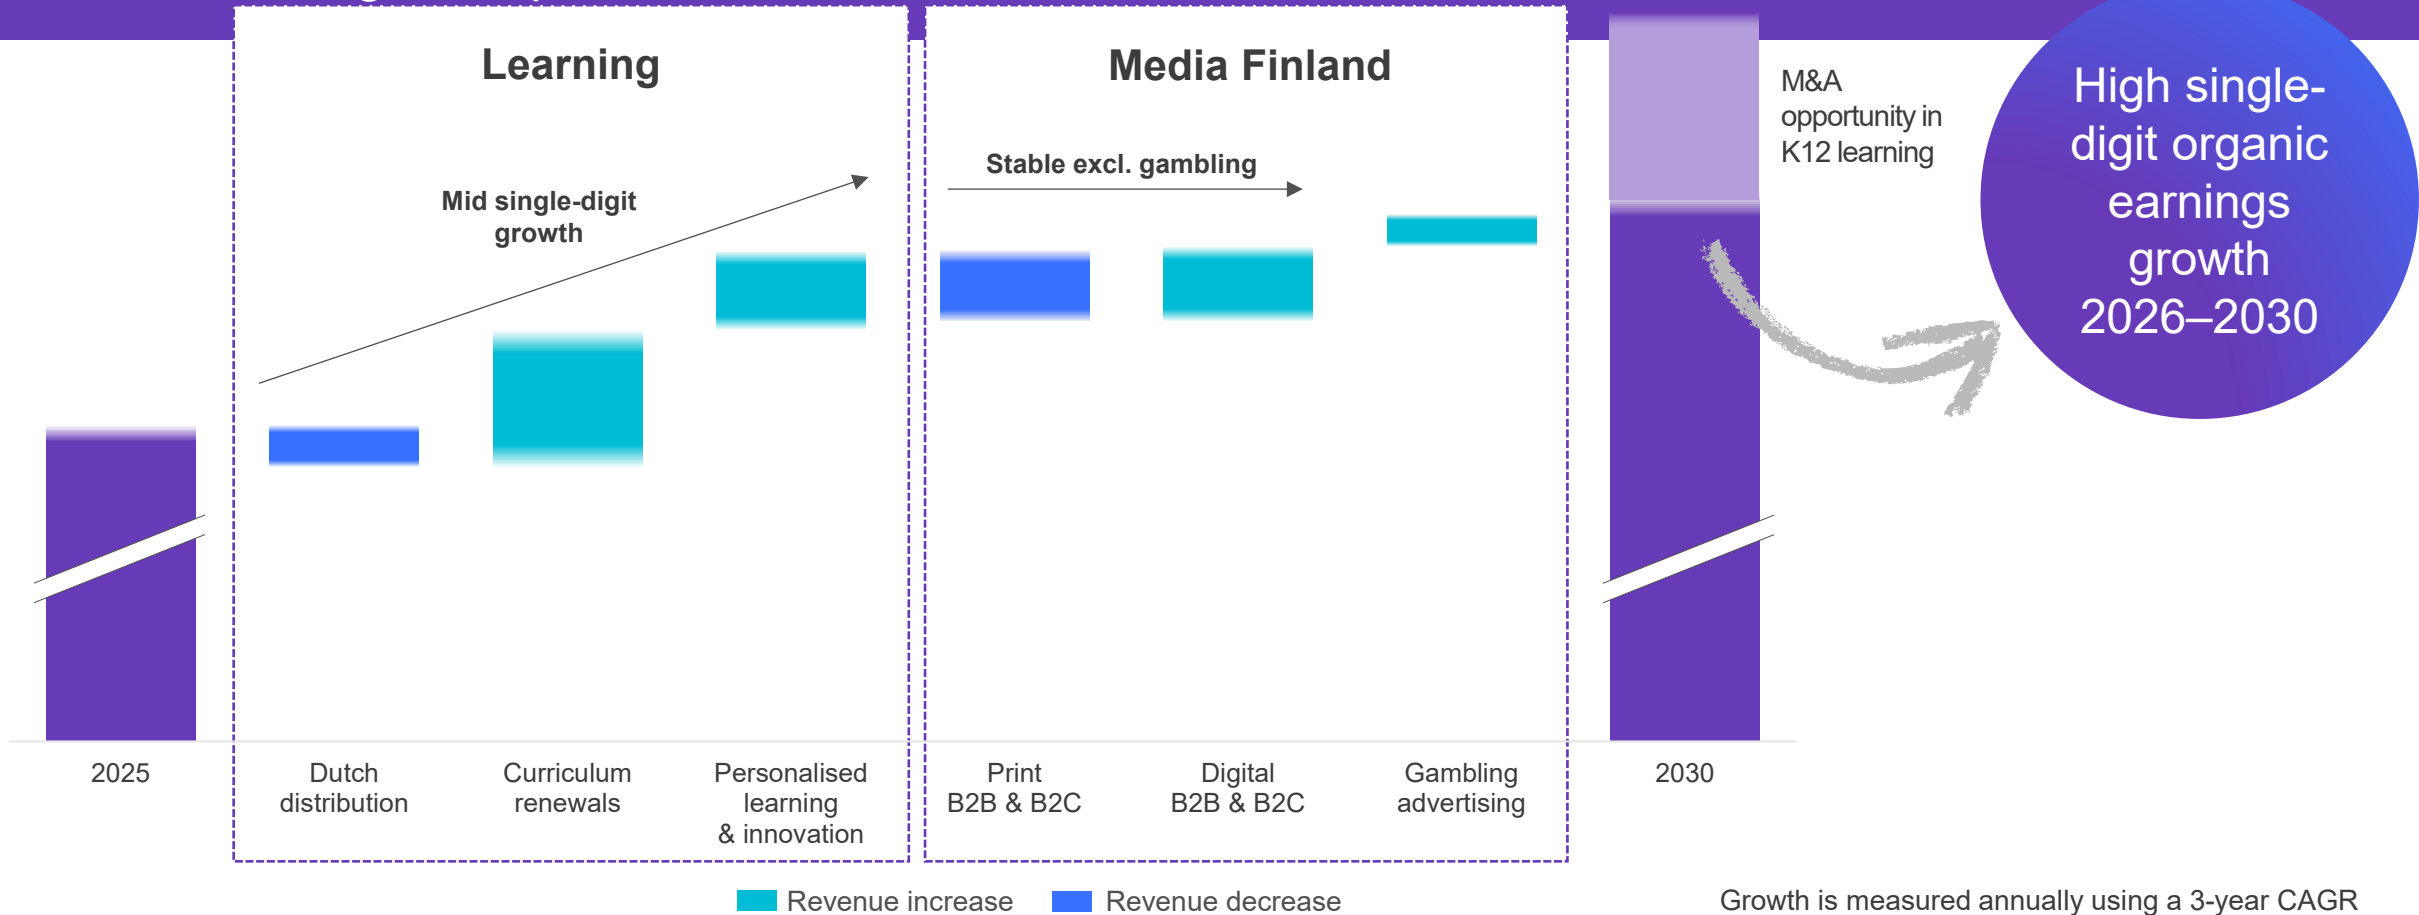 Learning
Mid single-digit
growth
Media Finland
Stable excl. gambling
M&A
opportunity in
K12 learning
High single-
digit organic
earnings
growth
2026–2030
2025
Dutch
distribution
Curriculum
renewals
Personalised
learning
& innovation
Print
B2B & B2C
Digital
B2B & B2C
Gambling
advertising
2030
Revenue increase
Revenue decrease
Growth is measured annually using a 3-year CAGR